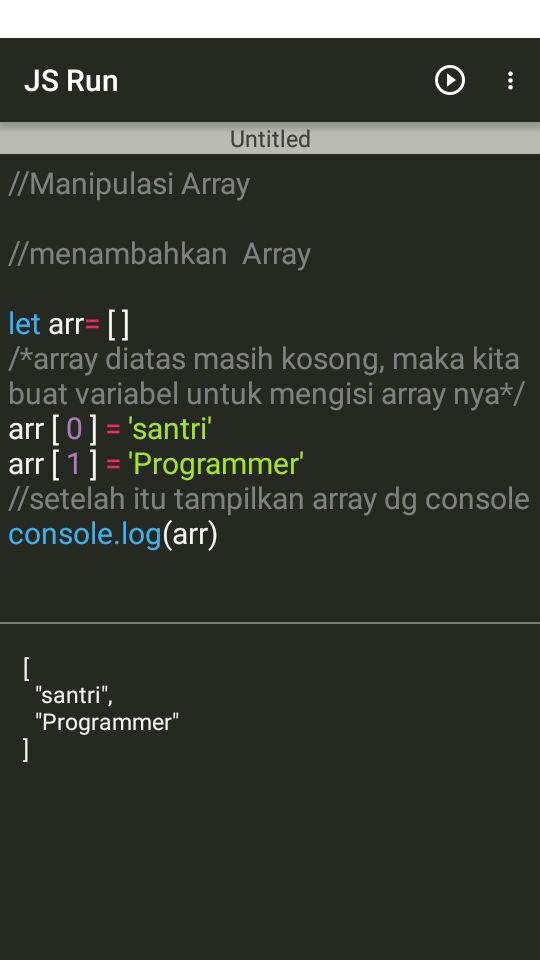 JS Run
Untitled
//Manipulasi Array
//menambahkan  Array
let arr= [ ]
/*array diatas masih kosong, maka kita
buat variabel untuk mengisi array nya*/
arr [ 0 ] = 'santri'
arr [ 1 ] = 'Programmer'
//setelah itu tampilkan array dg console
console.log(arr)
[
"santri",
"Programmer"
]